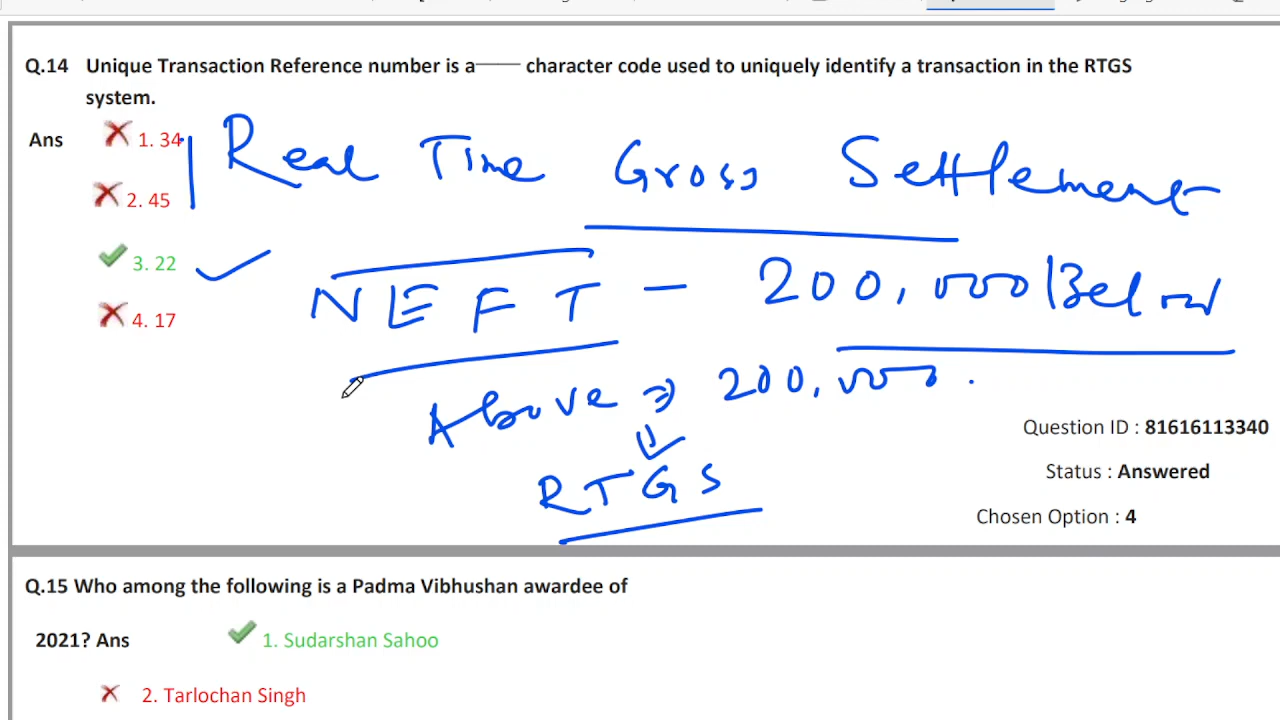 Q.14 Unique Transaction Reference number is a—— character code used to uniquely identify a transaction in the RTGS
system.
Ans 1. 34
Real Time Gross Settlement
2. 45
3. 22
NEFT - 200,000 Below
4. 17
Above ⇒ 200,000.
Question ID : 81616113340
Status : Answered
RTGS
Chosen Option : 4
Q.15 Who among the following is a Padma Vibhushan awardee of
2021? Ans 1. Sudarshan Sahoo
2. Tarlochan Singh